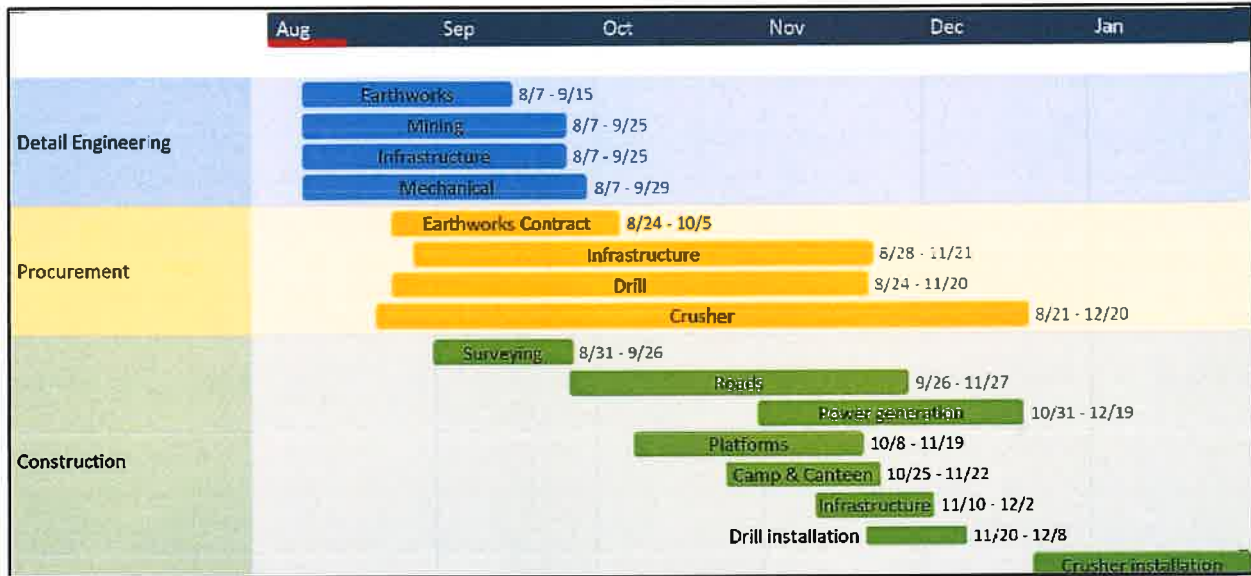 Aug Sep Oct Nov Dec Jan
Detail Engineering
Earthworks 8/7 - 9/15
Mining 8/7 - 9/25
Infrastructure 8/7 - 9/25
Mechanical 8/7 - 9/29
Procurement
Earthworks Contract 8/24 - 10/5
Infrastructure 8/28 - 11/21
Drill 8/24 - 11/20
Crusher 8/21 - 12/20
Construction
Surveying 8/31 - 9/26
Roads 9/26 - 11/27
Power generation 10/31 - 12/19
Platforms 10/8 - 11/19
Camp & Canteen 10/25 - 11/22
Infrastructure 11/10 - 12/2
Drill installation 11/20 - 12/8
Crusher installation